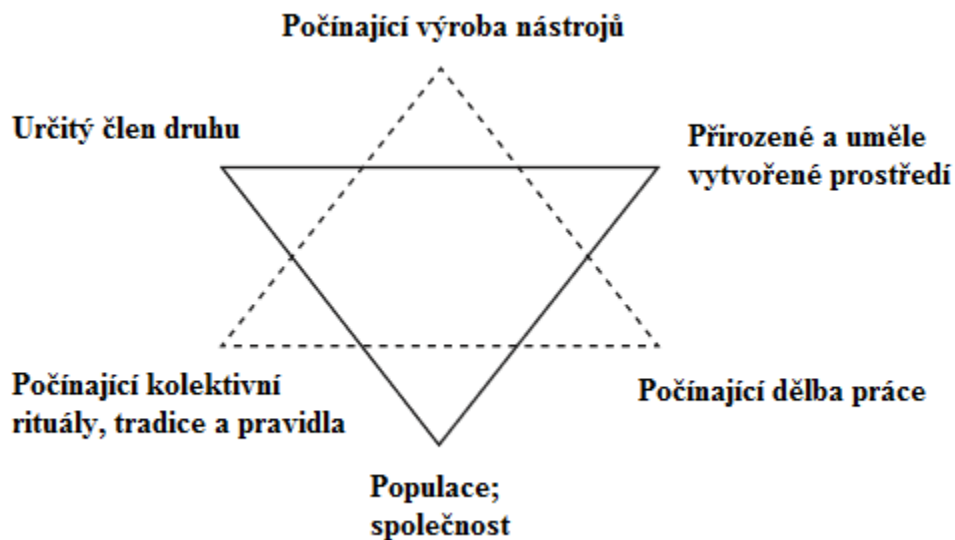 Počínající výroba nástrojů
Určitý člen druhu
Přirozené a uměle
vytvořené prostředí
Počínající kolektivní
rituály, tradice a pravidla
Počínající dělba práce
Populace;
společnost